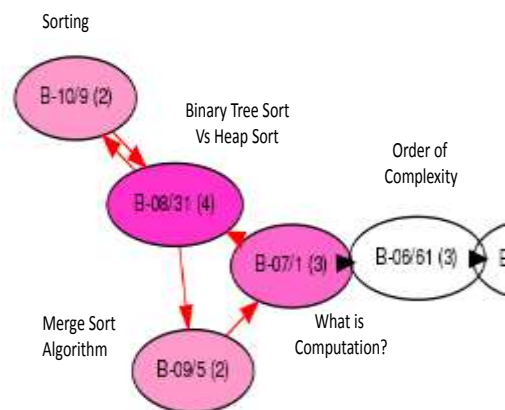 Sorting
B-10/9 (2)
Binary Tree Sort
Vs Heap Sort
Order of
Complexity
B-08/31 (4)
B-07/1 (3)
B-06/61 (3)
B
Merge Sort
Algorithm
What is
Computation?
B-09/5 (2)